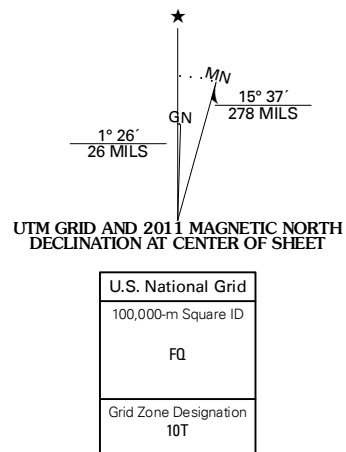 MN
GN
15° 37´
278 MILS
1° 26´
26 MILS
UTM GRID AND 2011 MAGNETIC NORTH
DECLINATION AT CENTER OF SHEET
U.S. National Grid
100,000-m Square ID
FQ
Grid Zone Designation
10T